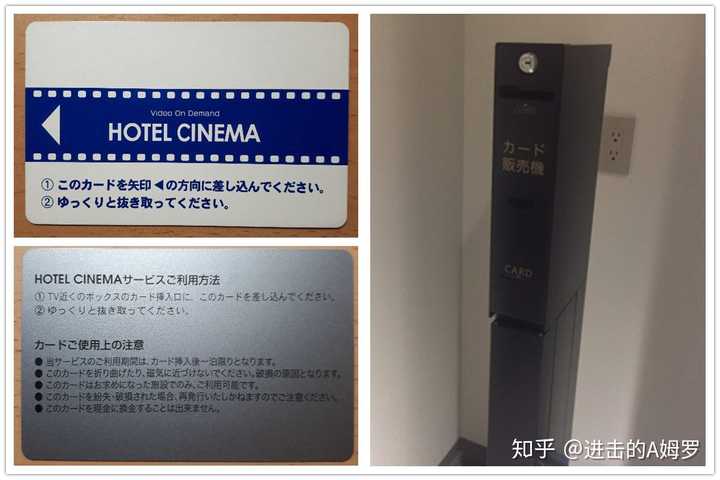 Video On Demand
HOTEL CINEMA
① このカードを矢印◀の方向に差し込んでください。
② ゆっくりと抜き取ってください。
HOTEL CINEMAサービスご利用方法
① TV近くのボックスのカード挿入口に、このカードを差し込んでください。
② ゆっくりと抜き取ってください。
カードご使用上の注意
● 当サービスのご利用期間は、カード挿入後一泊限りとなります。
● このカードを折り曲げたり、磁気に近づけないでください。破損の原因となります。
● このカードはお求めになった施設でのみ、ご利用可能です。
● このカードを紛失・破損された場合、再発行いたしかねますのでご注意ください。
● このカードを現金に換金することは出来ません。
カード
販売機
CARD
知乎 @进击的A姆罗